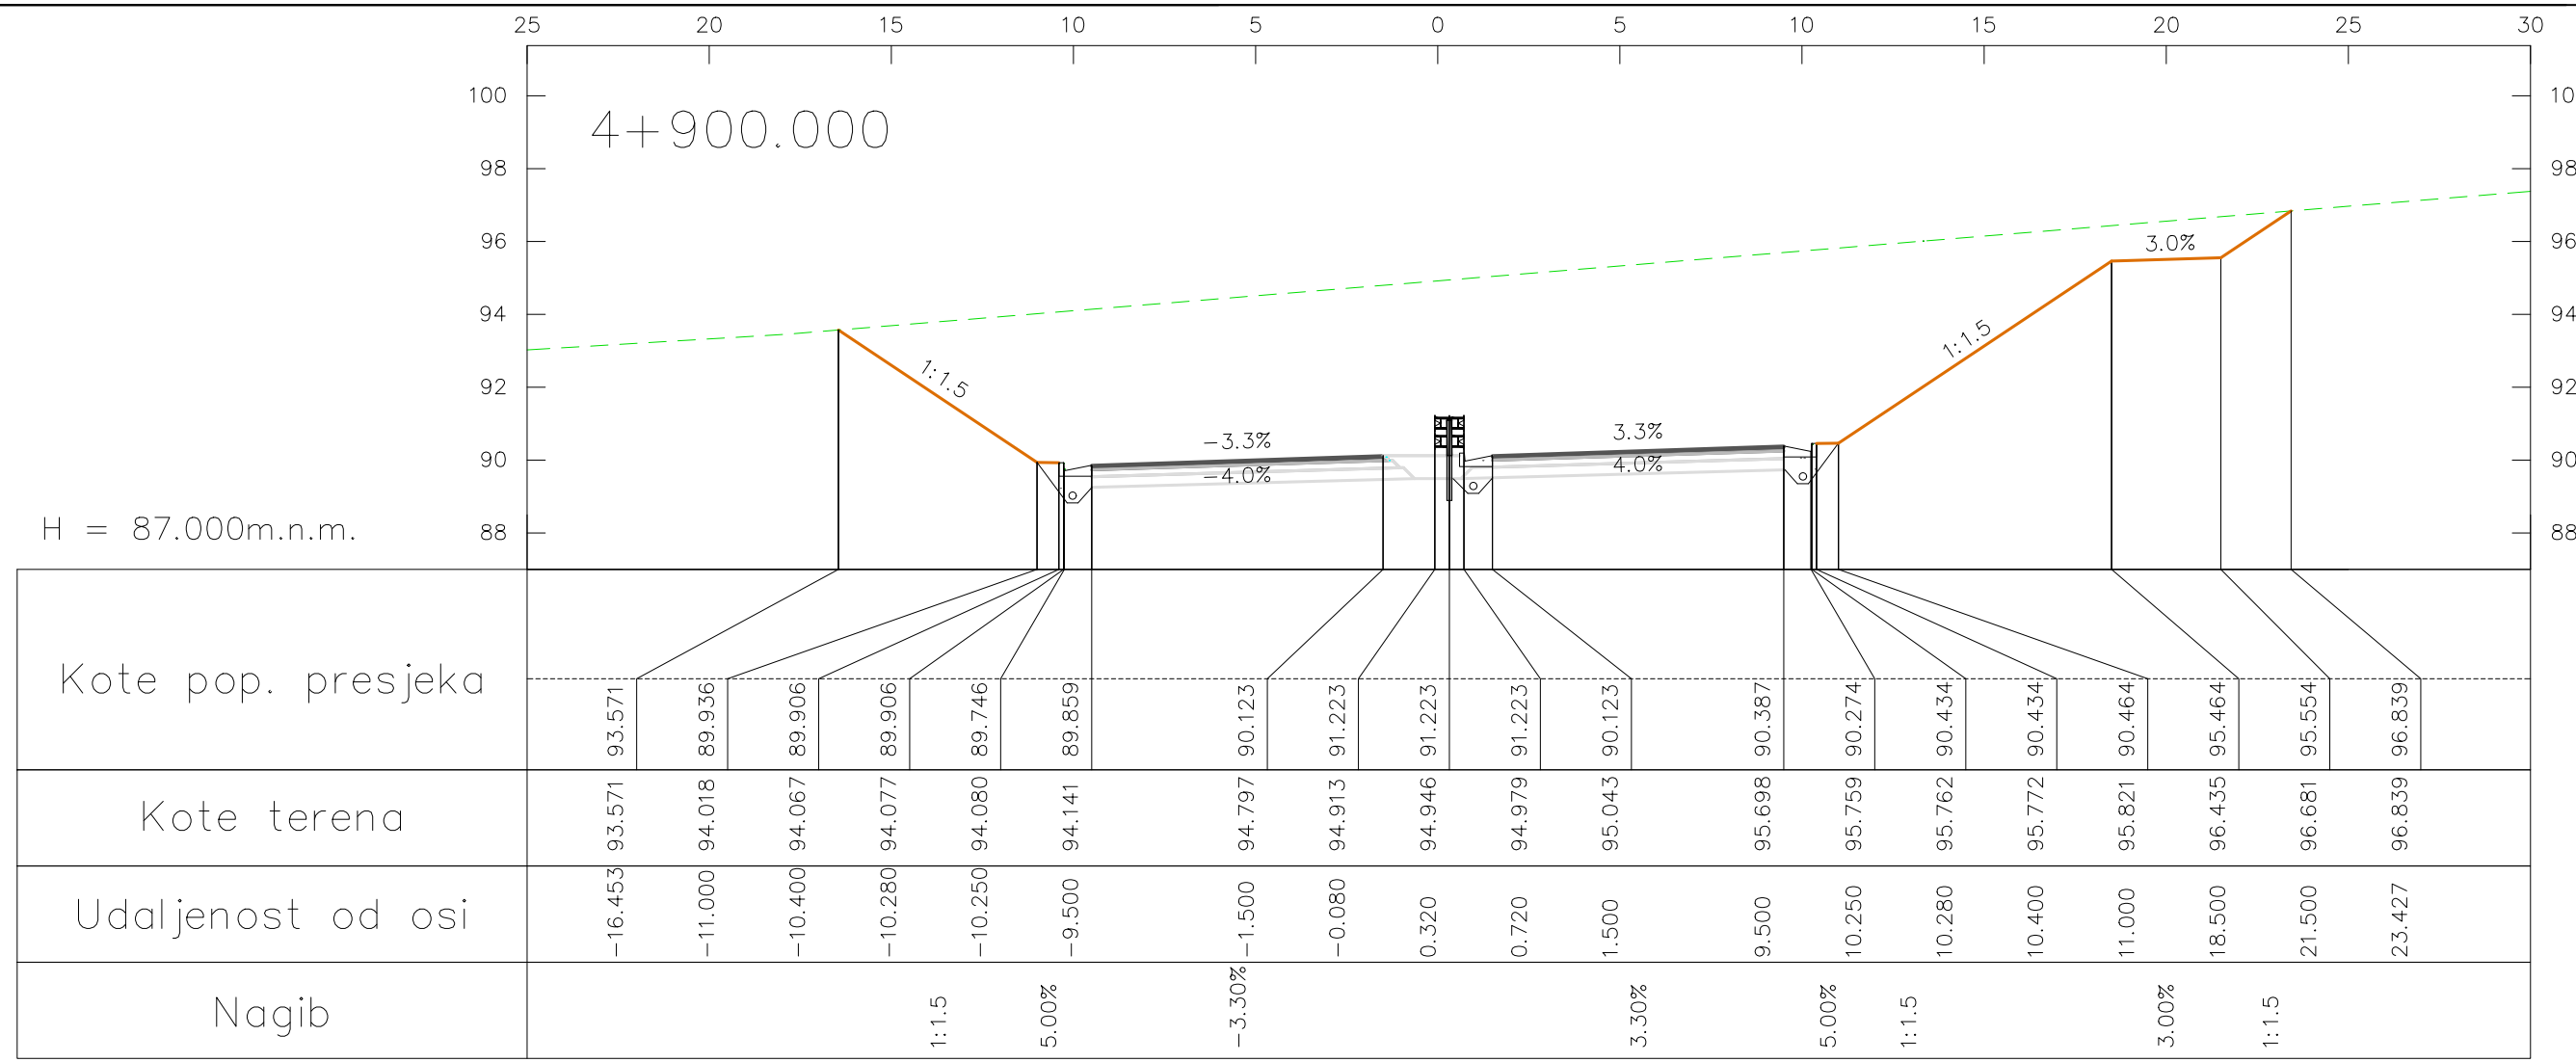 25 20 15 10 5 0 5 10 15 20 25 30
4+900.000
100
98
96
94
92
90
88
10
98
96
94
92
90
88
3.0%
1:1.5
1:1.5
-3.3%
-4.0%
3.3%
4.0%
H = 87.000m.n.m.
Kote pop. presjeka
93.571 89.936 89.906 89.906 89.746 89.859 90.123 91.223 91.223 91.223 90.123 90.387 90.274 90.434 90.434 90.464 95.464 95.554 96.839
Kote terena
93.571 94.018 94.067 94.077 94.080 94.141 94.797 94.913 94.946 94.979 95.043 95.698 95.759 95.762 95.772 95.821 96.435 96.681 96.839
Udaljenost od osi
-16.453 -11.000 -10.400 -10.280 -10.250 -9.500 -1.500 -0.080 0.320 0.720 1.500 9.500 10.250 10.280 10.400 11.000 18.500 21.500 23.427
Nagib
1:1.5 5.00% -3.30% 3.30% 5.00% 1:1.5 3.00% 1:1.5